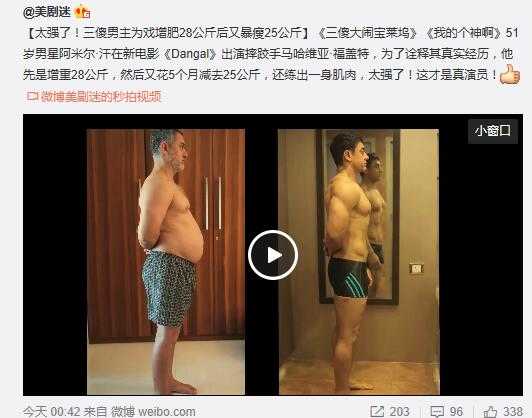 @美剧迷
【太强了！三傻男主为戏增肥28公斤后又暴瘦25公斤】《三傻大闹宝莱坞》《我的个神啊》51
岁男星阿米尔·汗在新电影《Dangal》出演摔跤手马哈维亚·福盖特，为了诠释其真实经历，他
先是增重28公斤，然后又花5个月减去25公斤，还练出一身肌肉，太强了！这才是真演员！
微博美剧迷的秒拍视频
小窗口
今天 00:42 来自 微博 weibo.com
203
96
338